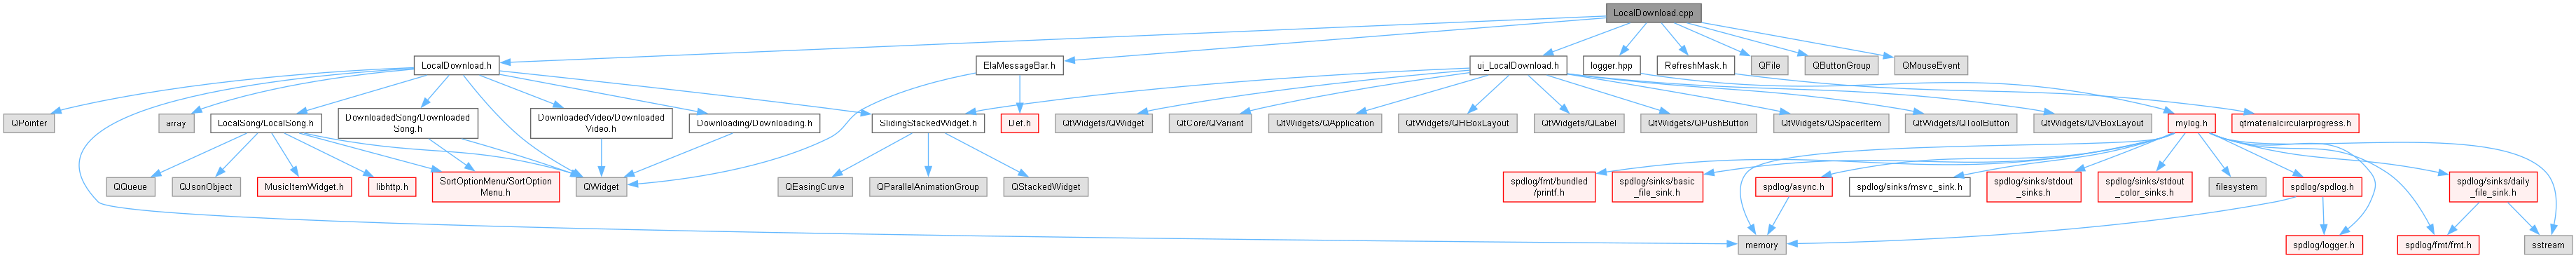 LocalDownload.cpp
LocalDownload.h
ElaMessageBar.h
ui_LocalDownload.h
logger.hpp
RefreshMask.h
QFile
QButtonGroup
QMouseEvent
QPointer
array
LocalSong/LocalSong.h
DownloadedSong/Downloaded
Song.h
DownloadedVideo/Downloaded
Video.h
Downloading/Downloading.h
SlidingStackedWidget.h
Def.h
QtWidgets/QWidget
QtCore/QVariant
QtWidgets/QApplication
QtWidgets/QHBoxLayout
QtWidgets/QLabel
QtWidgets/QPushButton
QtWidgets/QSpacerItem
QtWidgets/QToolButton
QtWidgets/QVBoxLayout
mylog.h
qtmaterialcircularprogress.h
QQueue
QJsonObject
MusicItemWidget.h
libhttp.h
SortOptionMenu/SortOption
Menu.h
QWidget
QEasingCurve
QParallelAnimationGroup
QStackedWidget
spdlog/fmt/bundled
/printf.h
spdlog/sinks/basic
_file_sink.h
spdlog/async.h
spdlog/sinks/msvc_sink.h
spdlog/sinks/stdout
_sinks.h
spdlog/sinks/stdout
_color_sinks.h
filesystem
spdlog/spdlog.h
spdlog/sinks/daily
_file_sink.h
memory
spdlog/logger.h
spdlog/fmt/fmt.h
sstream